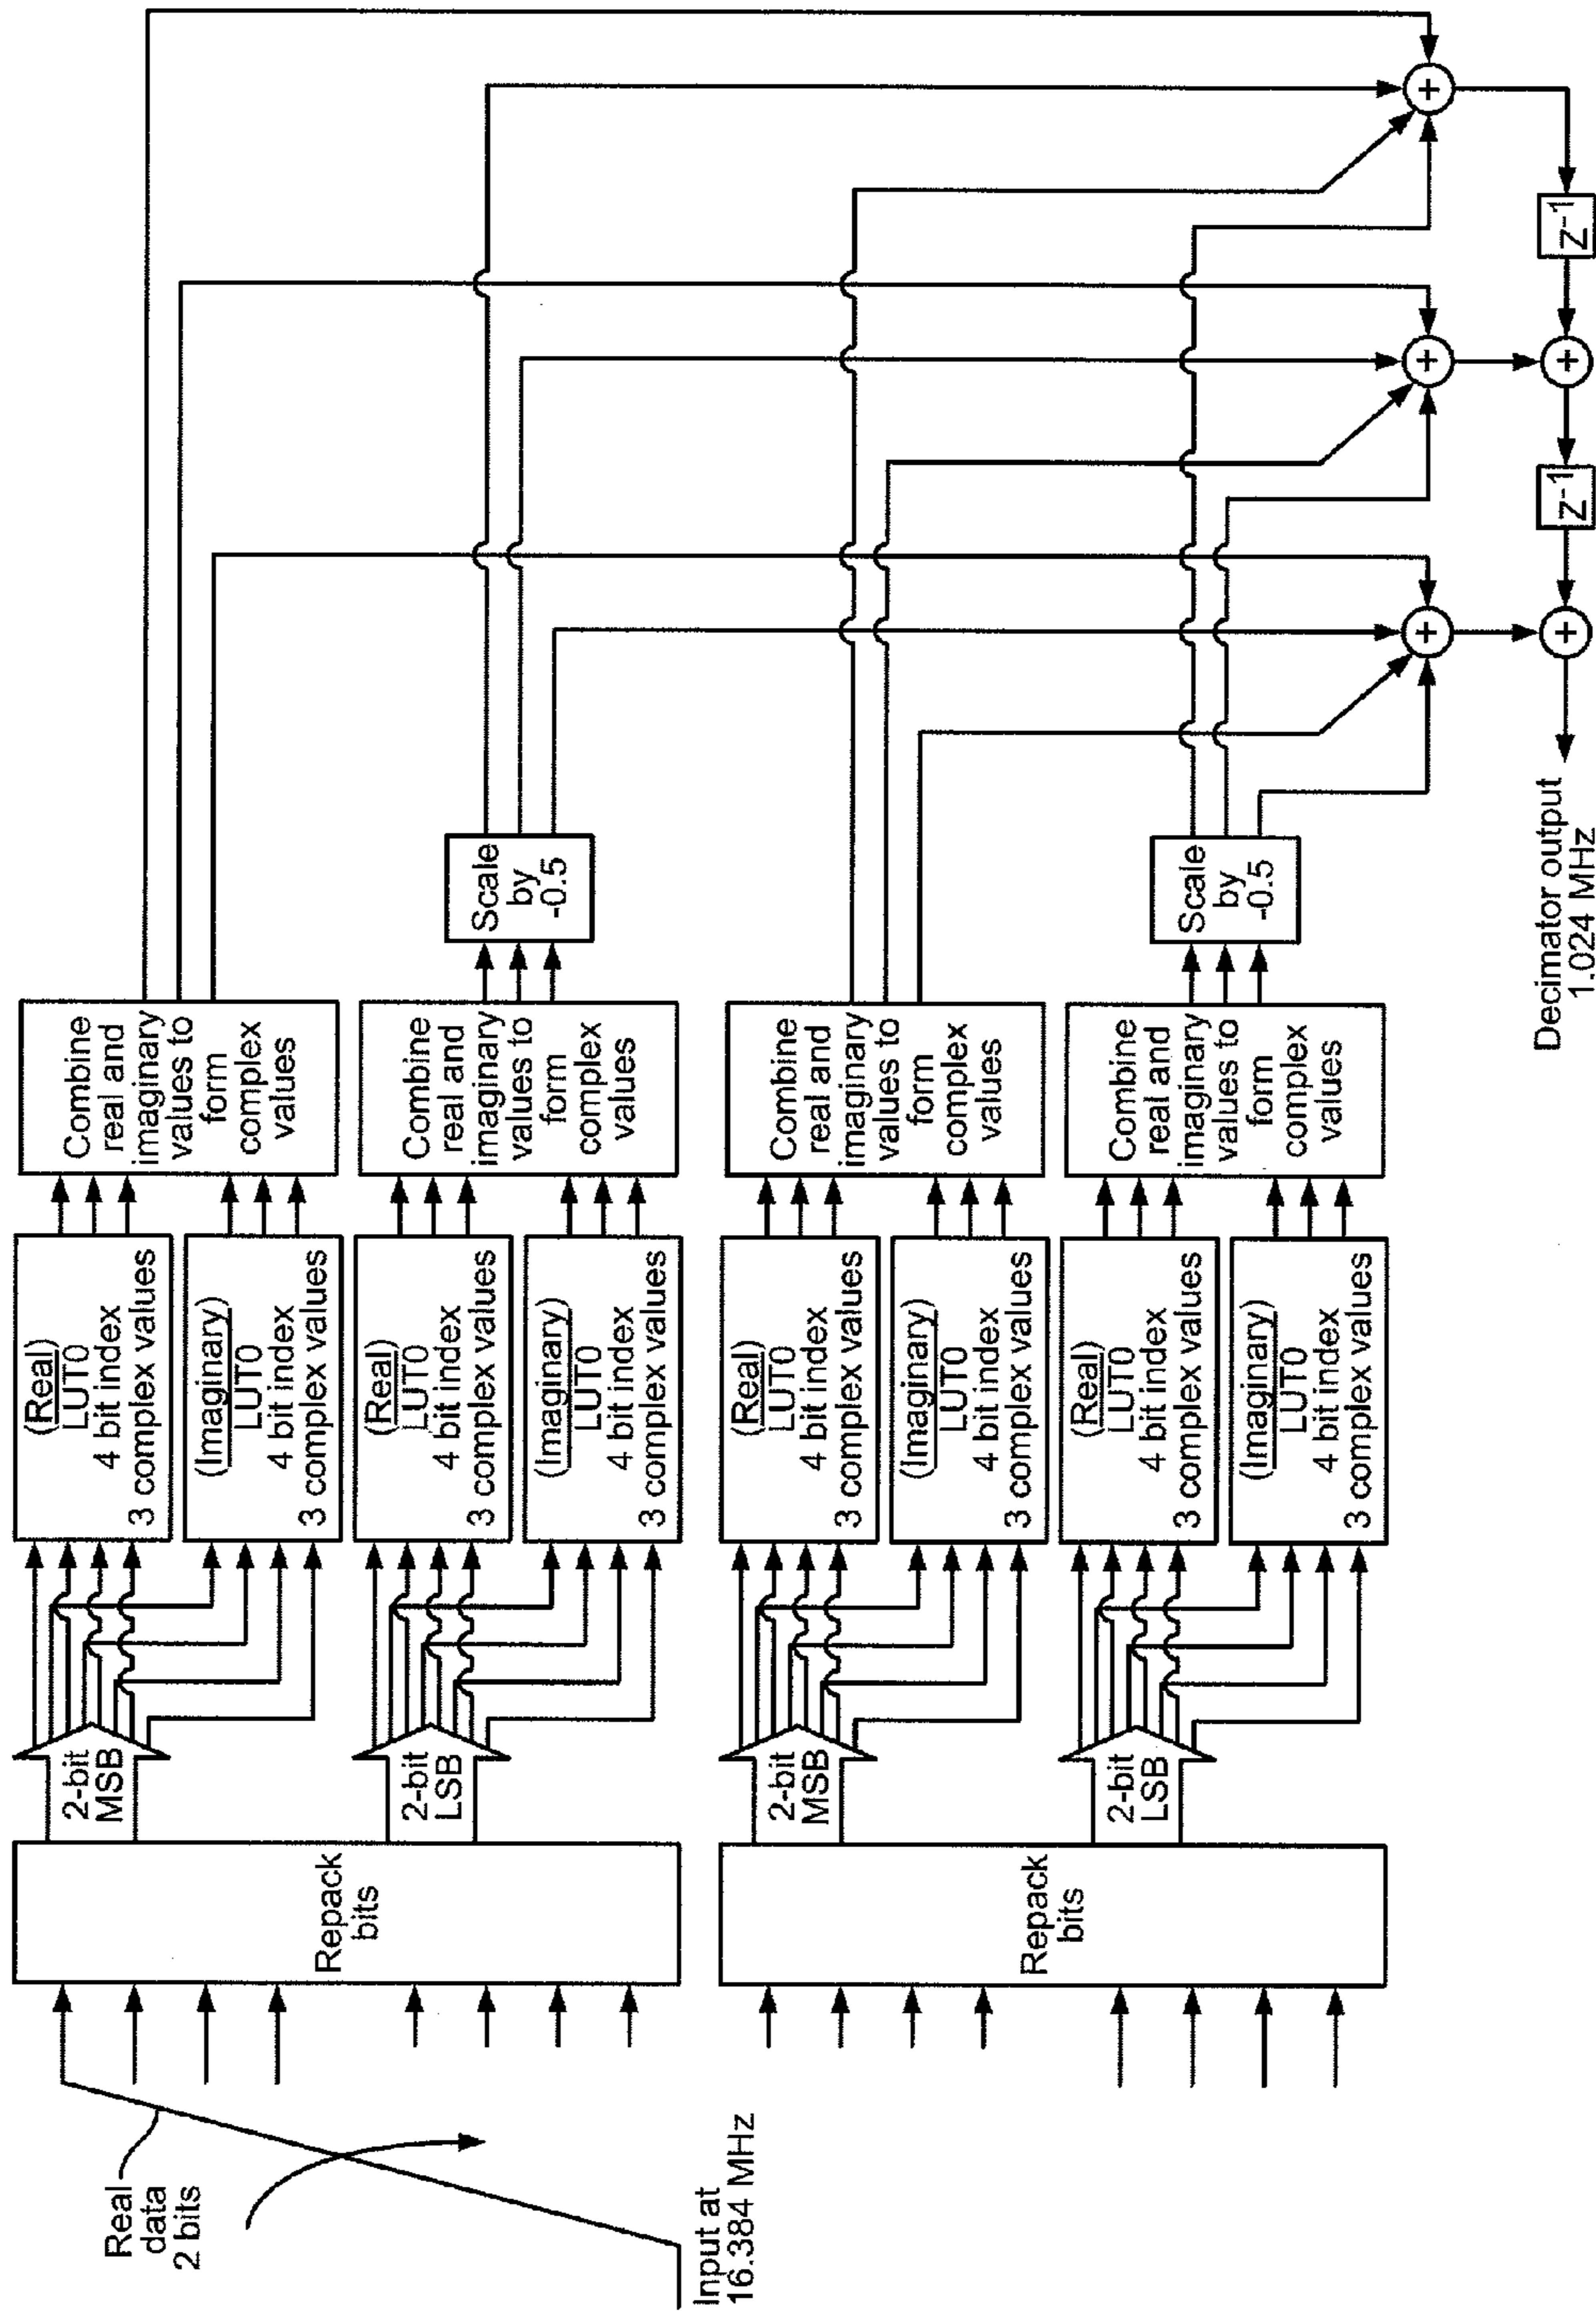 Real
data
2 bits
Input at
16.384 MHz
Repack
bits
2-bit
MSB
2-bit
LSB
(Real)
LUT0
4 bit index
3 complex values
(Imaginary)
LUT0
4 bit index
3 complex values
(Real)
LUT0
4 bit index
3 complex values
(Imaginary)
LUT0
4 bit index
3 complex values
Combine
real and
imaginary
values to
form
complex
values
Combine
real and
imaginary
values to
form
complex
values
Scale
by
-0.5
Repack
bits
2-bit
MSB
2-bit
LSB
(Real)
LUT0
4 bit index
3 complex values
(Imaginary)
LUT0
4 bit index
3 complex values
(Real)
LUT0
4 bit index
3 complex values
(Imaginary)
LUT0
4 bit index
3 complex values
Combine
real and
imaginary
values to
form
complex
values
Combine
real and
imaginary
values to
form
complex
values
Scale
by
-0.5
+
+
+
Decimator output
1.024 MHz
+
z-1
+
z-1